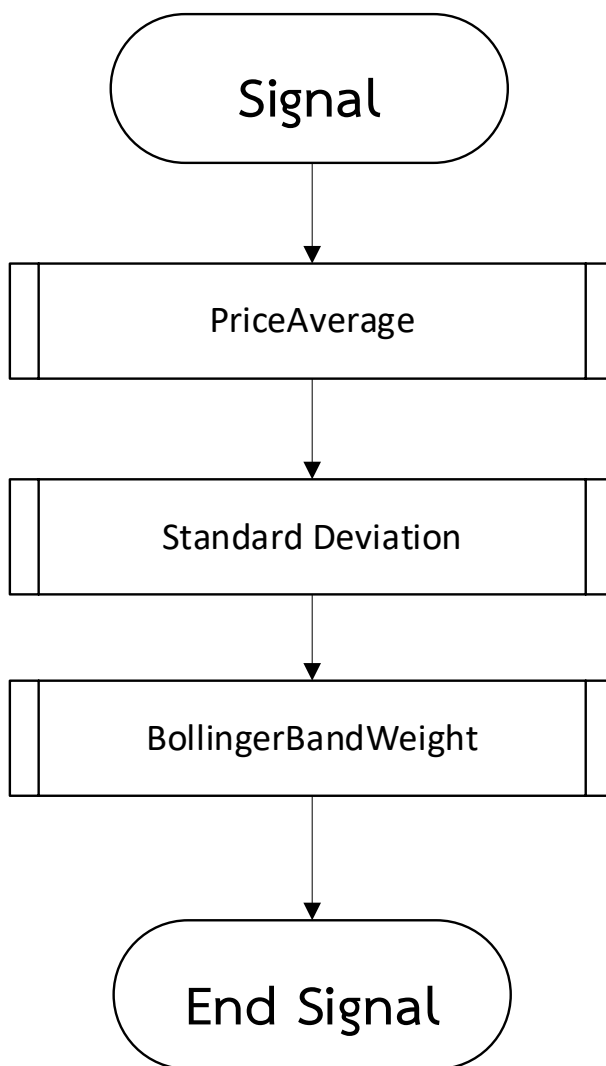 Signal
PriceAverage
Standard Deviation
BollingerBandWeight
End Signal